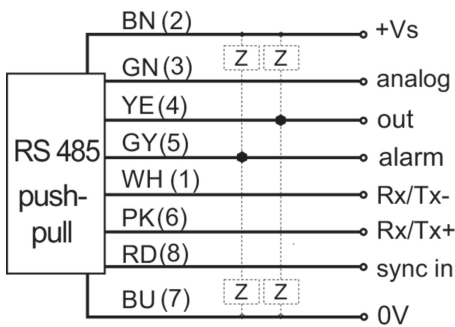 BN (2) +Vs
Z Z
GN (3) analog
YE (4) out
RS 485 GY (5) alarm
push- WH (1) Rx/Tx-
pull PK (6) Rx/Tx+
RD (8) sync in
Z Z
BU (7) 0V